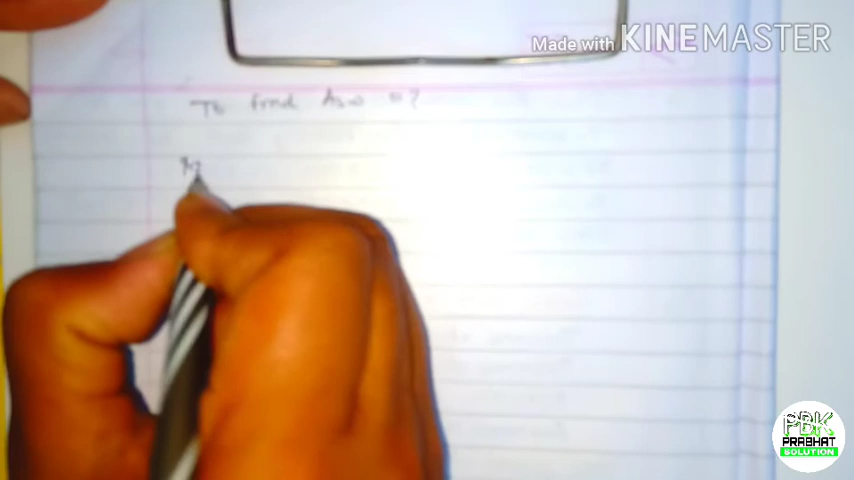 Made with KINEMASTER
To find
PBK
PRABHAT
SOLUTION